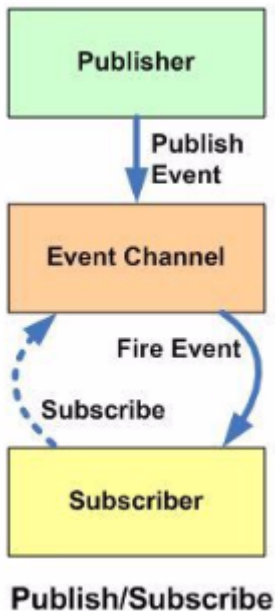 Publisher
Publish
Event
Event Channel
Fire Event
Subscribe
Subscriber
Publish/Subscribe